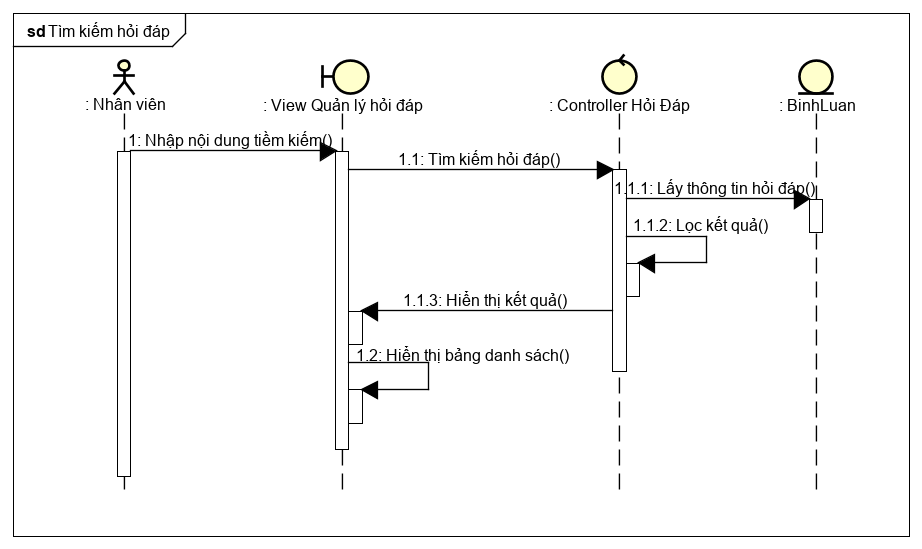 sd Tìm kiếm hỏi đáp
: Nhân viên
: View Quản lý hỏi đáp
: Controller Hỏi Đáp
: BinhLuan
1: Nhập nội dung tiềm kiếm()
1.1: Tìm kiếm hỏi đáp()
1.1.1: Lấy thông tin hỏi đáp()
1.1.2: Lọc kết quả()
1.1.3: Hiển thị kết quả()
1.2: Hiển thị bảng danh sách()